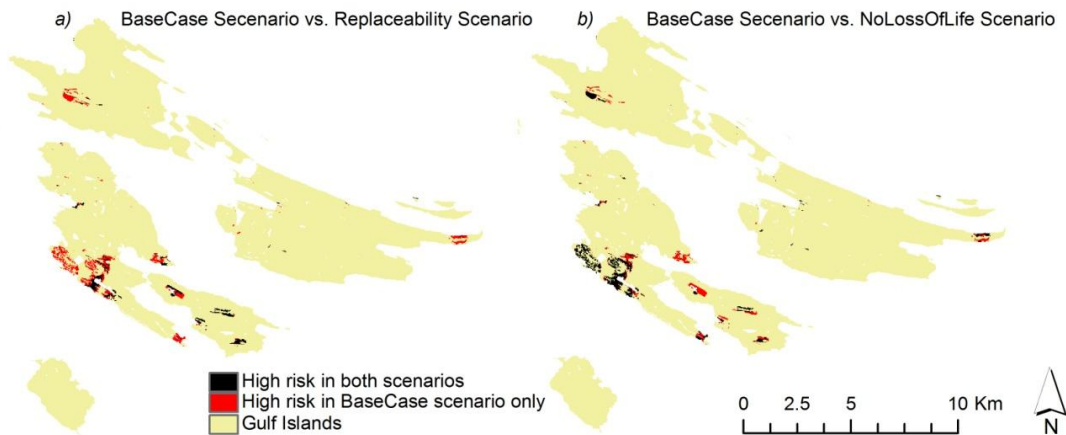 a) BaseCase Secenario vs. Replaceability Scenario
b) BaseCase Secenario vs. NoLossOfLife Scenario
High risk in both scenarios
High risk in BaseCase scenario only
Gulf Islands
0 2.5 5 10 Km
N